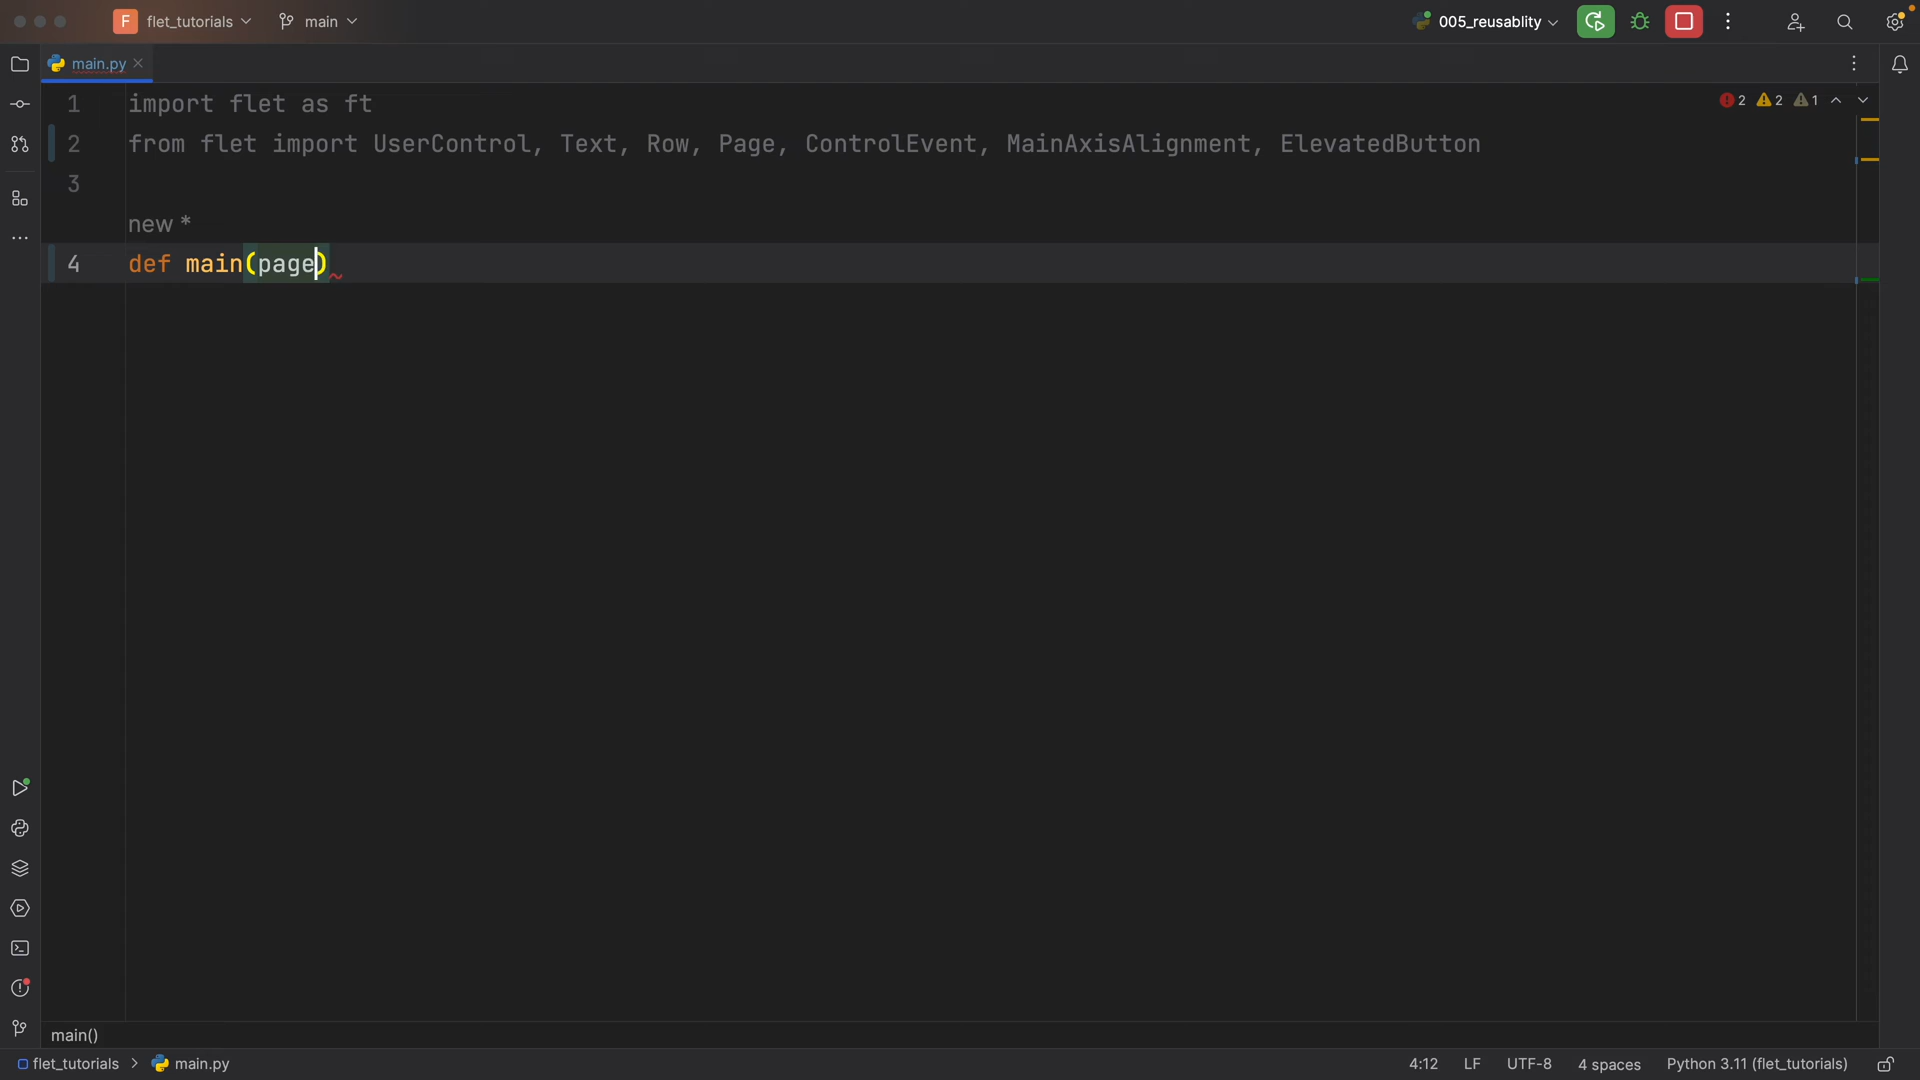 F flet_tutorials main 005_reusablity
main.py
2 2 1
1 import flet as ft
2 from flet import UserControl, Text, Row, Page, ControlEvent, MainAxisAlignment, ElevatedButton
3
new *
4 def main(page)
main()
flet_tutorials > main.py 4:12 LF UTF-8 4 spaces Python 3.11 (flet_tutorials)